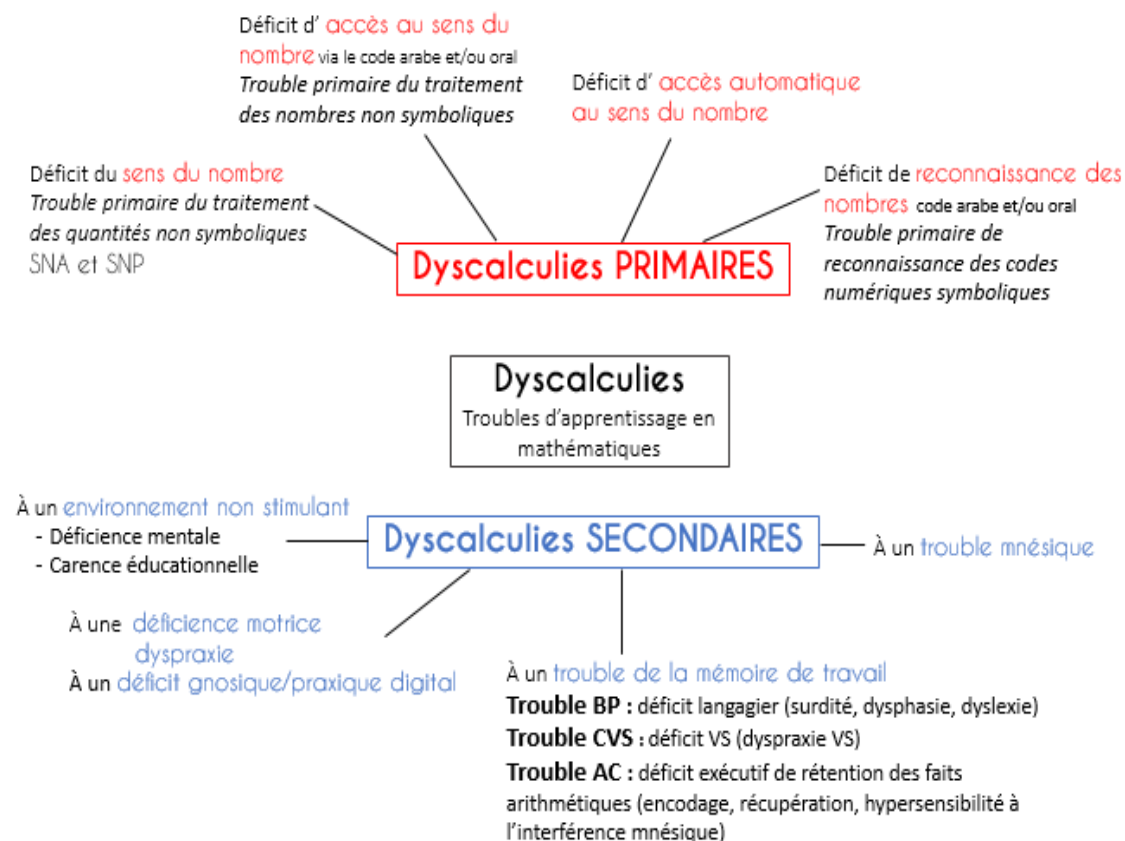 Déficit d' accès au sens du
nombre via le code arabe et/ou oral
Trouble primaire du traitement
des nombres non symboliques
Déficit d' accès automatique
au sens du nombre
Déficit du sens du nombre
Trouble primaire du traitement
des quantités non symboliques
SNA et SNP
Déficit de reconnaissance des
nombres code arabe et/ou oral
Trouble primaire de
reconnaissance des codes
numériques symboliques
Dyscalculies PRIMAIRES
Dyscalculies
Troubles d'apprentissage en
mathématiques
À un environnement non stimulant
- Déficience mentale
- Carence éducationnelle
Dyscalculies SECONDAIRES
À un trouble mnésique
À une déficience motrice
dyspraxie
À un déficit gnosique/praxique digital
À un trouble de la mémoire de travail
Trouble BP : déficit langagier (surdité, dysphasie, dyslexie)
Trouble CVS : déficit VS (dyspraxie VS)
Trouble AC : déficit exécutif de rétention des faits
arithmétiques (encodage, récupération, hypersensibilité à
l'interférence mnésique)